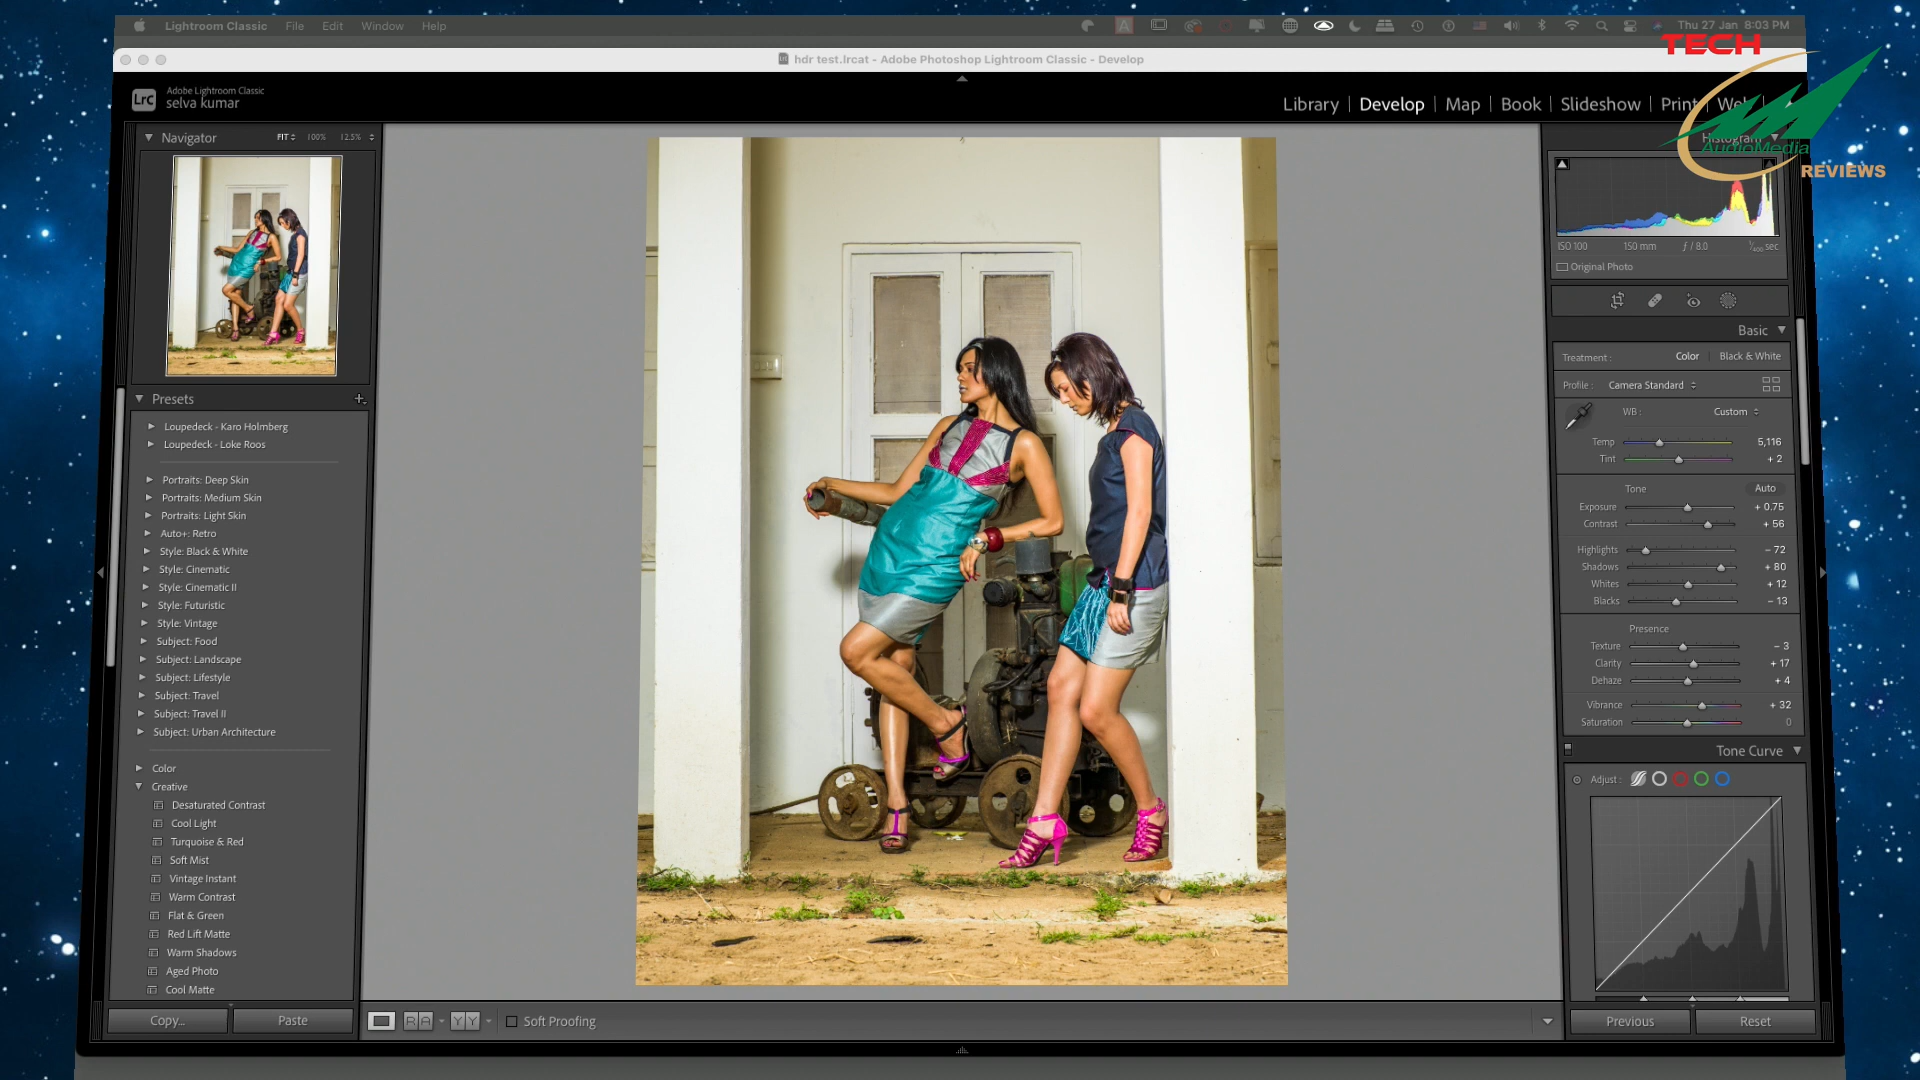 Lightroom Classic File Edit Window Help
Thu 27 Jan 8:03 PM
TECH
AudioMedia
REVIEWS
hdr test.lrcat - Adobe Photoshop Lightroom Classic - Develop
LrC
Adobe Lightroom Classic
selva kumar
Library | Develop | Map | Book | Slideshow | Print
Navigator FIT 100% 12.5%
Presets
Loupedeck - Karo Holmberg
Loupedeck - Loke Roos
Portraits: Deep Skin
Portraits: Medium Skin
Portraits: Light Skin
Auto+: Retro
Style: Black & White
Style: Cinematic
Style: Cinematic II
Style: Futuristic
Style: Vintage
Subject: Food
Subject: Landscape
Subject: Lifestyle
Subject: Travel
Subject: Travel II
Subject: Urban Architecture
Color
Creative
Desaturated Contrast
Cool Light
Turquoise & Red
Soft Mist
Vintage Instant
Warm Contrast
Flat & Green
Red Lift Matte
Warm Shadows
Aged Photo
Cool Matte
Copy... Paste
R A Y Y Soft Proofing
Histogram
ISO 100 150 mm f / 8.0 1/400 sec
Original Photo
Basic
Treatment : Color | Black & White
Profile : Camera Standard
WB : Custom
Temp 5,116
Tint + 2
Tone Auto
Exposure + 0.75
Contrast + 56
Highlights - 72
Shadows + 80
Whites + 12
Blacks - 13
Presence
Texture - 3
Clarity + 17
Dehaze + 4
Vibrance + 32
Saturation 0
Tone Curve
Adjust :
Previous Reset